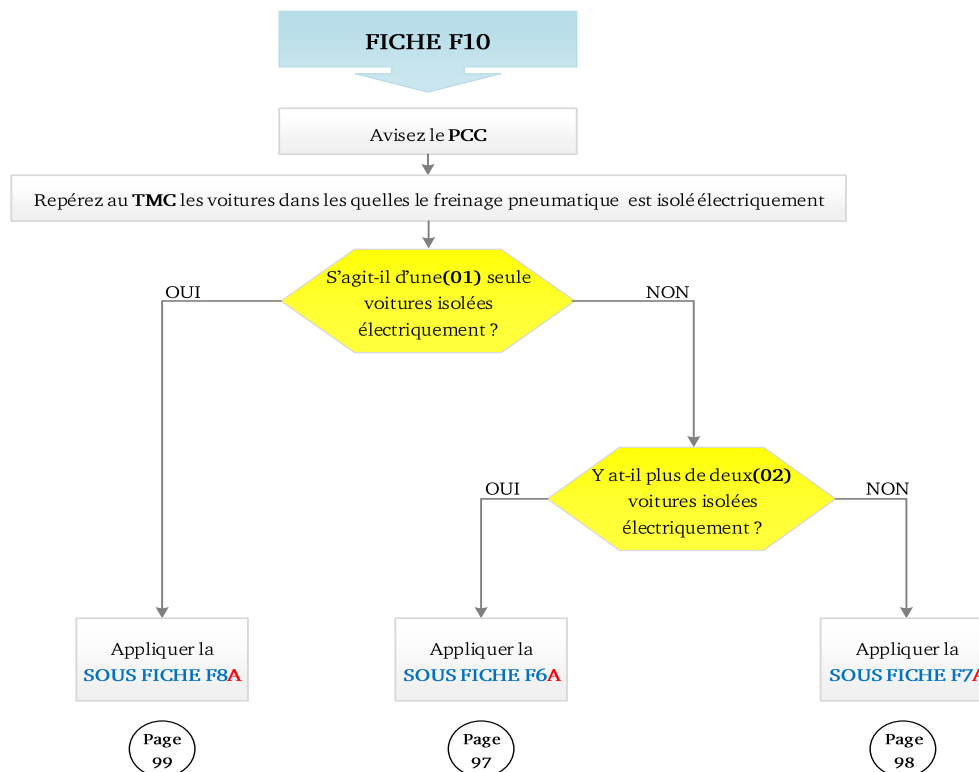 FICHE F10
Avisez le PCC
Repérez au TMC les voitures dans les quelles le freinage pneumatique est isolé électriquement
S'agit-il d'une(01) seule
voitures isolées
électriquement ?
OUI
NON
Y at-il plus de deux(02)
voitures isolées
électriquement ?
OUI
NON
Appliquer la
SOUS FICHE F8A
Appliquer la
SOUS FICHE F6A
Appliquer la
SOUS FICHE F7A
Page
99
Page
97
Page
98